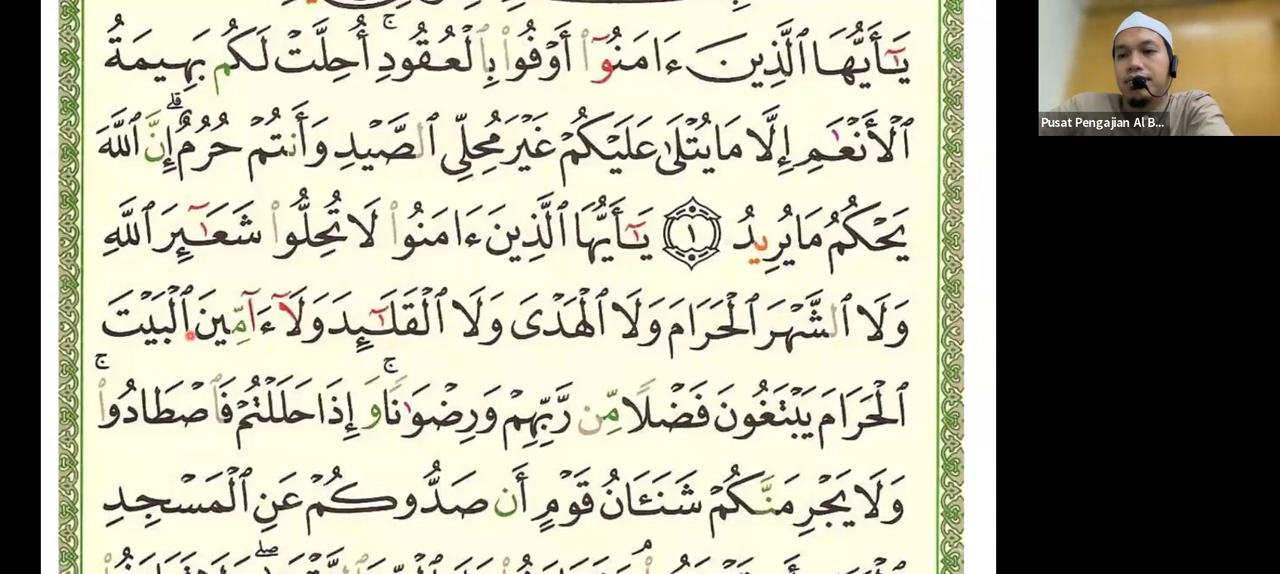 يَـٰٓأَيُّهَا ٱلَّذِينَ ءَامَنُوٓا۟ أَوْفُوا۟ بِٱلْعُقُودِ ۚ أُحِلَّتْ لَكُم بَهِيمَةُ
ٱلْأَنْعَـٰمِ إِلَّا مَا يُتْلَىٰ عَلَيْكُمْ غَيْرَ مُحِلِّى ٱلصَّيْدِ وَأَنتُمْ حُرُمٌ ۗ إِنَّ ٱللَّهَ
يَحْكُمُ مَا يُرِيدُ ١ يَـٰٓأَيُّهَا ٱلَّذِينَ ءَامَنُوا۟ لَا تُحِلُّوا۟ شَعَـٰٓئِرَ ٱللَّهِ
وَلَا ٱلشَّهْرَ ٱلْحَرَامَ وَلَا ٱلْهَدْىَ وَلَا ٱلْقَلَـٰٓئِدَ وَلَآ ءَآمِّينَ ٱلْبَيْتَ
ٱلْحَرَامَ يَبْتَغُونَ فَضْلًا مِّن رَّبِّهِمْ وَرِضْوَٰنًا ۚ وَإِذَا حَلَلْتُمْ فَٱصْطَادُوا۟ ۚ
وَلَا يَجْرِمَنَّكُمْ شَنَـَٔانُ قَوْمٍ أَن صَدُّوكُمْ عَنِ ٱلْمَسْجِدِ
Pusat Pengajian Al B...